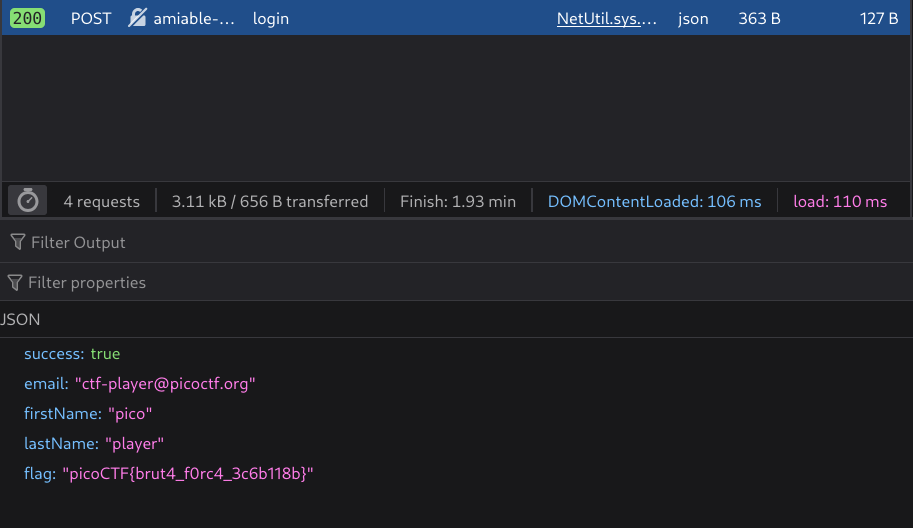 200 POST amiable-... login NetUtil.sys.... json 363 B 127 B
4 requests 3.11 kB / 656 B transferred Finish: 1.93 min DOMContentLoaded: 106 ms load: 110 ms
Filter Output
Filter properties
JSON
success: true
email: "ctf-player@picoctf.org"
firstName: "pico"
lastName: "player"
flag: "picoCTF{brut4_f0rc4_3c6b118b}"